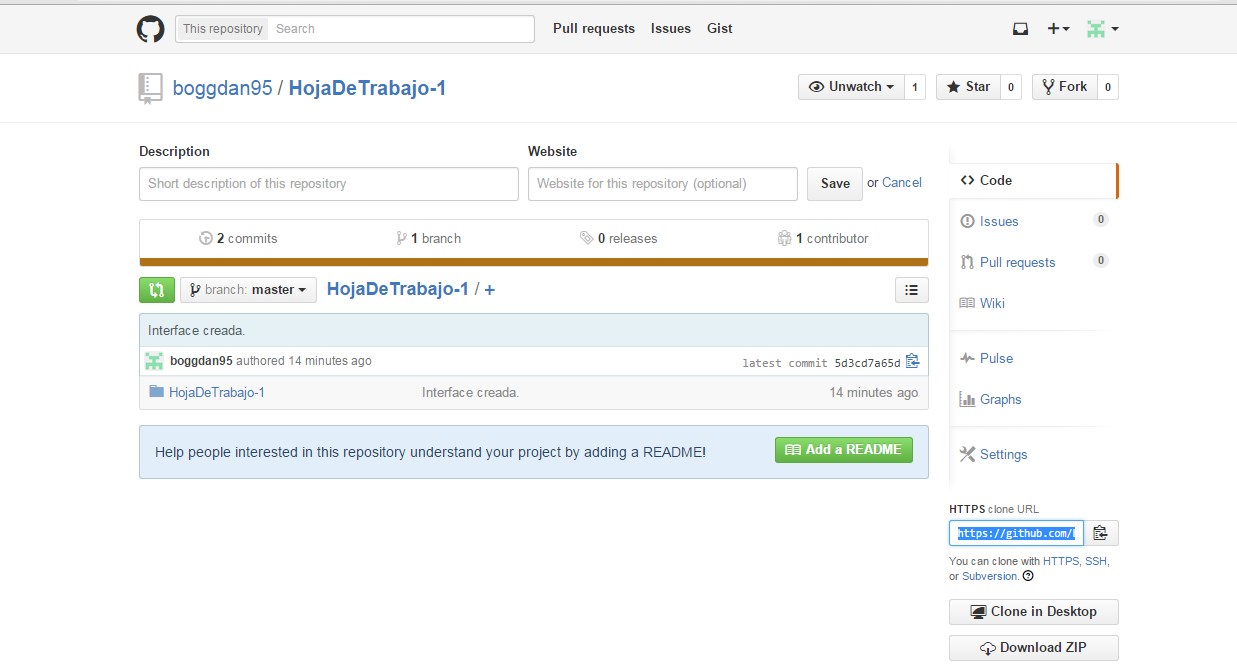 This repository Search Pull requests Issues Gist
boggdan95 / HojaDeTrabajo-1 Unwatch 1 Star 0 Fork 0
Description Website
Short description of this repository Website for this repository (optional) Save or Cancel
2 commits 1 branch 0 releases 1 contributor
branch: master HojaDeTrabajo-1 / +
Interface creada.
boggdan95 authored 14 minutes ago latest commit 5d3cd7a65d
HojaDeTrabajo-1 Interface creada. 14 minutes ago
Help people interested in this repository understand your project by adding a README! Add a README
Code
Issues 0
Pull requests 0
Wiki
Pulse
Graphs
Settings
HTTPS clone URL
https://github.com/
You can clone with HTTPS, SSH,
or Subversion.
Clone in Desktop
Download ZIP